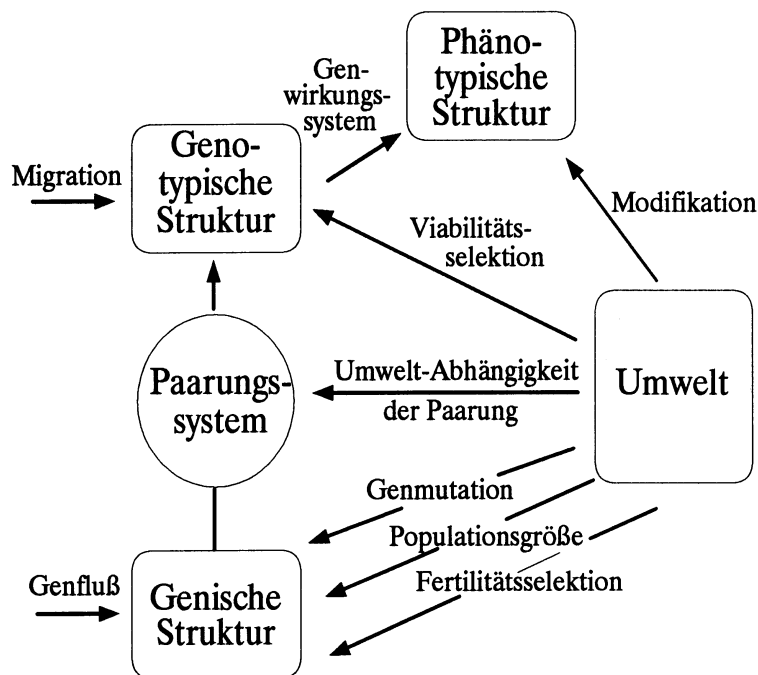 Phäno-
typische
Struktur
Gen-
wirkungs-
system
Geno-
typische
Struktur
Migration
Modifikation
Viabilitäts-
selektion
Umwelt
Umwelt-Abhängigkeit
der Paarung
Paarungs-
system
Genmutation
Populationsgröße
Fertilitätsselektion
Genfluß
Genische
Struktur